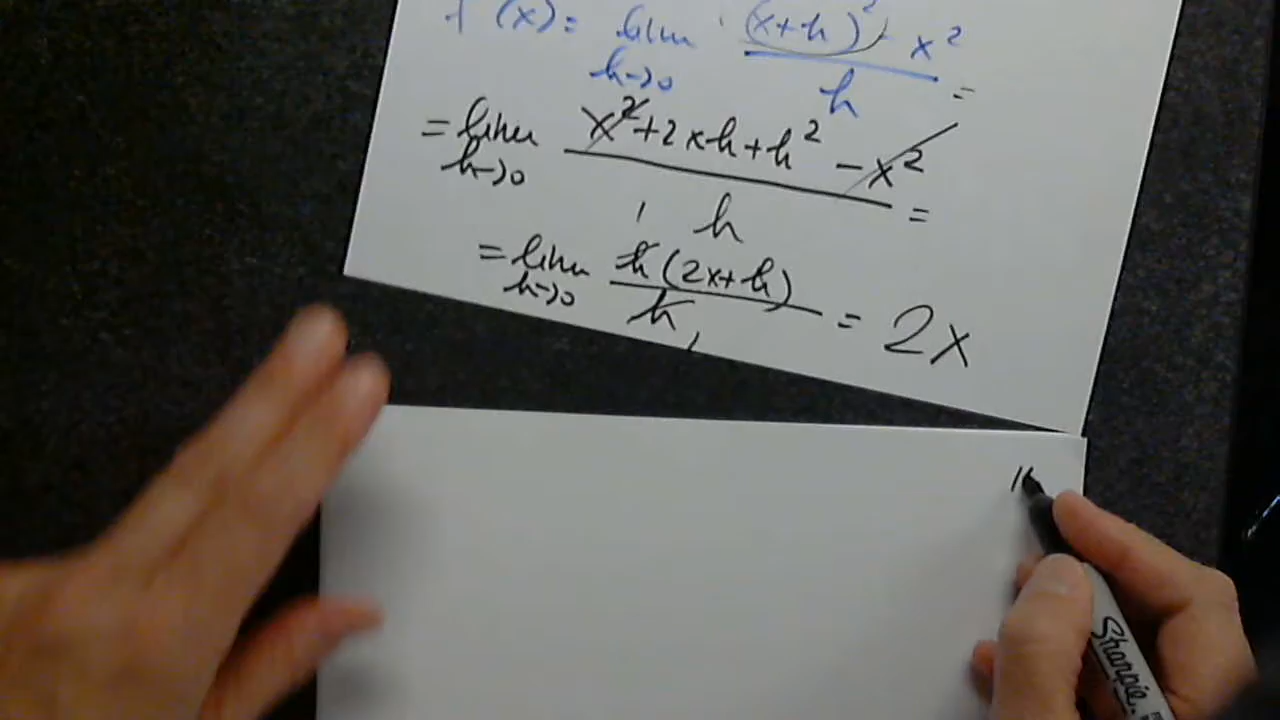 f'(x) = lim h→0 (x+h)² - x² / h =
= lim h→0 x² + 2xh + h² - x² / h =
= lim h→0 h(2x+h) / h = 2x
Sharpie.